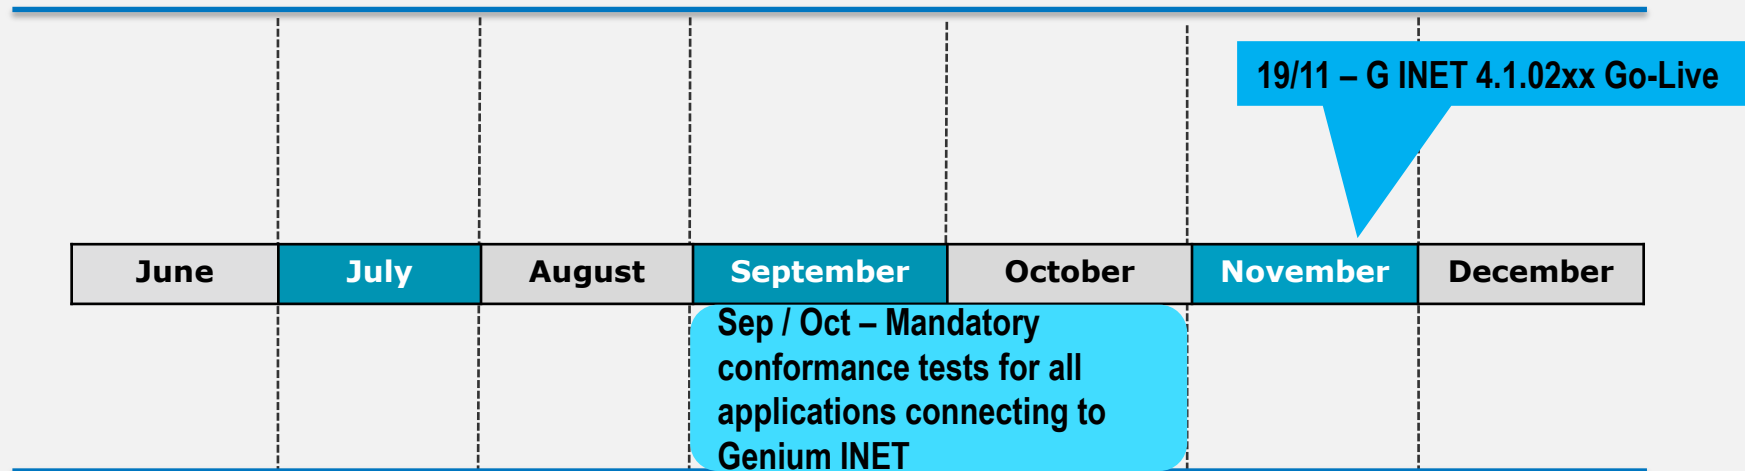 19/11 – G INET 4.1.02xx Go-Live
June July August September October November December
Sep / Oct – Mandatory
conformance tests for all
applications connecting to
Genium INET